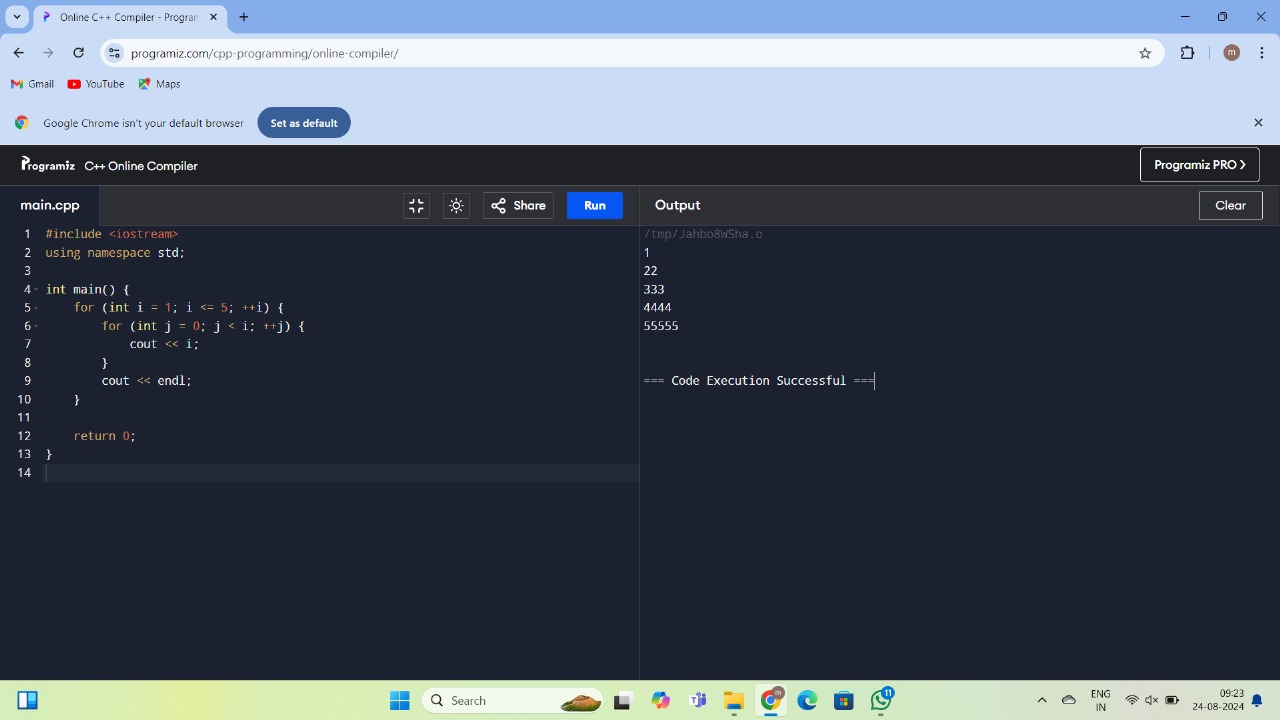 Online C++ Compiler - Program
programiz.com/cpp-programming/online-compiler/
m
Gmail YouTube Maps
Google Chrome isn't your default browser Set as default
Programiz C++ Online Compiler Programiz PRO >
main.cpp Share Run Output Clear
1 #include <iostream>
2 using namespace std;
3
4 int main() {
5 for (int i = 1; i <= 5; ++i) {
6 for (int j = 0; j < i; ++j) {
7 cout << i;
8 }
9 cout << endl;
10 }
11
12 return 0;
13 }
14
/tmp/Jahbo8WSha.o
1
22
333
4444
55555
=== Code Execution Successful ===
Search
m
11
ENG
IN
09:23
24-08-2024